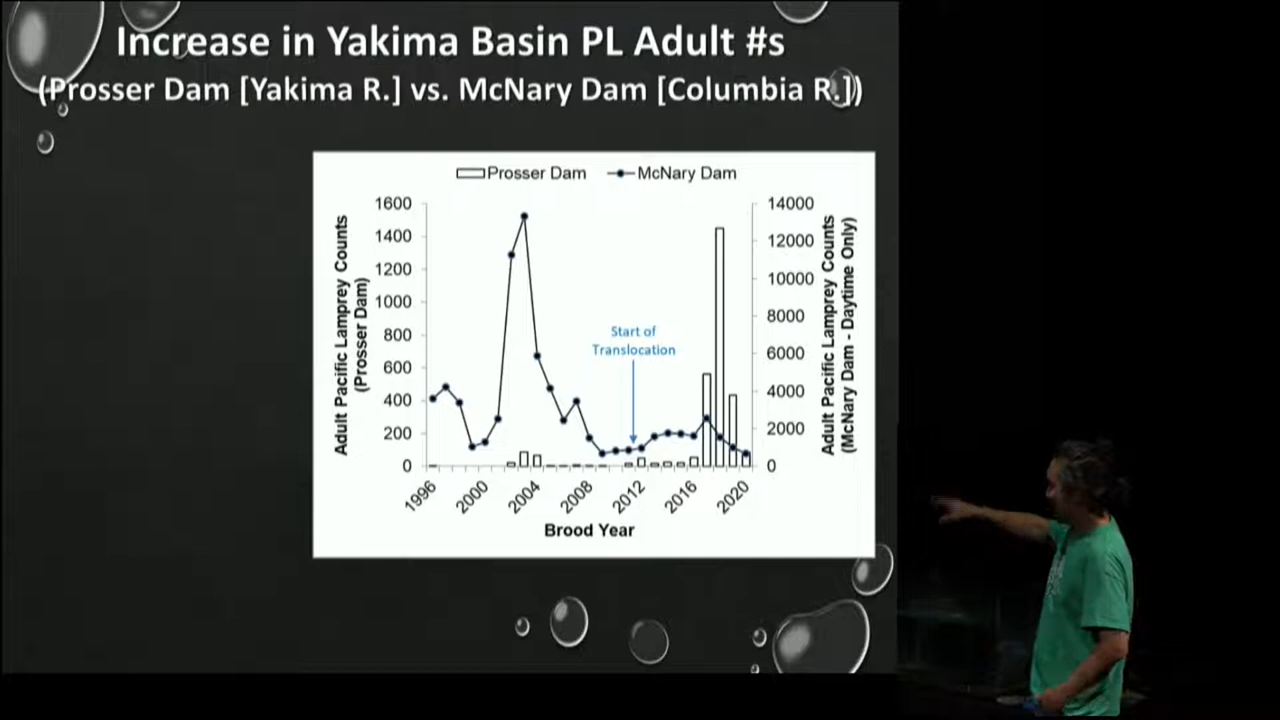 Increase in Yakima Basin PL Adult #s
(Prosser Dam [Yakima R.] vs. McNary Dam [Columbia R.])
Prosser Dam
McNary Dam
Adult Pacific Lamprey Counts
(Prosser Dam)
1600
1400
1200
1000
800
600
400
200
0
Start of
Translocation
14000
12000
10000
8000
6000
4000
2000
0
Adult Pacific Lamprey Counts
(McNary Dam - Daytime Only)
1996
2000
2004
2008
2012
2016
2020
Brood Year